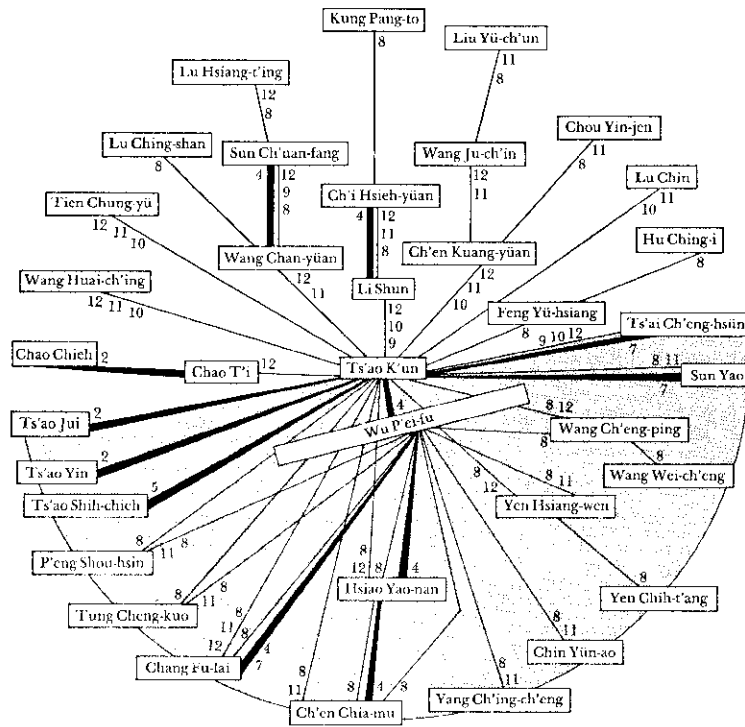 Kung Pang-to
8
Liu Yü-ch'un
11
8
Lu Hsiang-t'ing
12
8
Chou Yin-jen
11
8
Lu Ching-shan
8
Sun Ch'uan-fang
4 12
9
8
Wang Ju-ch'in
12
11
Lu Chin
11
10
Ch'i Hsieh-yüan
4 12
11
8
Tien Chung-yü
12 11 10
Hu Ching-i
8
Wang Chan-yüan
12
11
Ch'en Kuang-yüan
12
11
10
Wang Huai-ch'ing
12 11 10
Li Shun
12
10
9
Feng Yü-hsiang
8
Ts'ai Ch'eng-hsün
9 10 12
7
Chao Chieh
2
Chao T'i
12
Ts'ao K'un
Sun Yao
8 11
7
4
Wu P'ei-fu
Ts'ao Jui
2
8 12
8
Wang Ch'eng-ping
Ts'ao Yin
2
8
Wang Wei-ch'eng
Ts'ao Shih-chieh
5
8
12
8 11
Yen Hsiang-wen
P'eng Shou-hsin
8
11 8
8
12 8 4
Hsiao Yao-nan
8
Yen Chih-t'ang
Tung Cheng-kuo
8
11 8
8
8
11
Chin Yün-ao
Chang Fu-lai
8
11
12
8 4
7
8
11
Ch'en Chia-mu
8 4 8
8
11
Yang Ch'ing-ch'eng